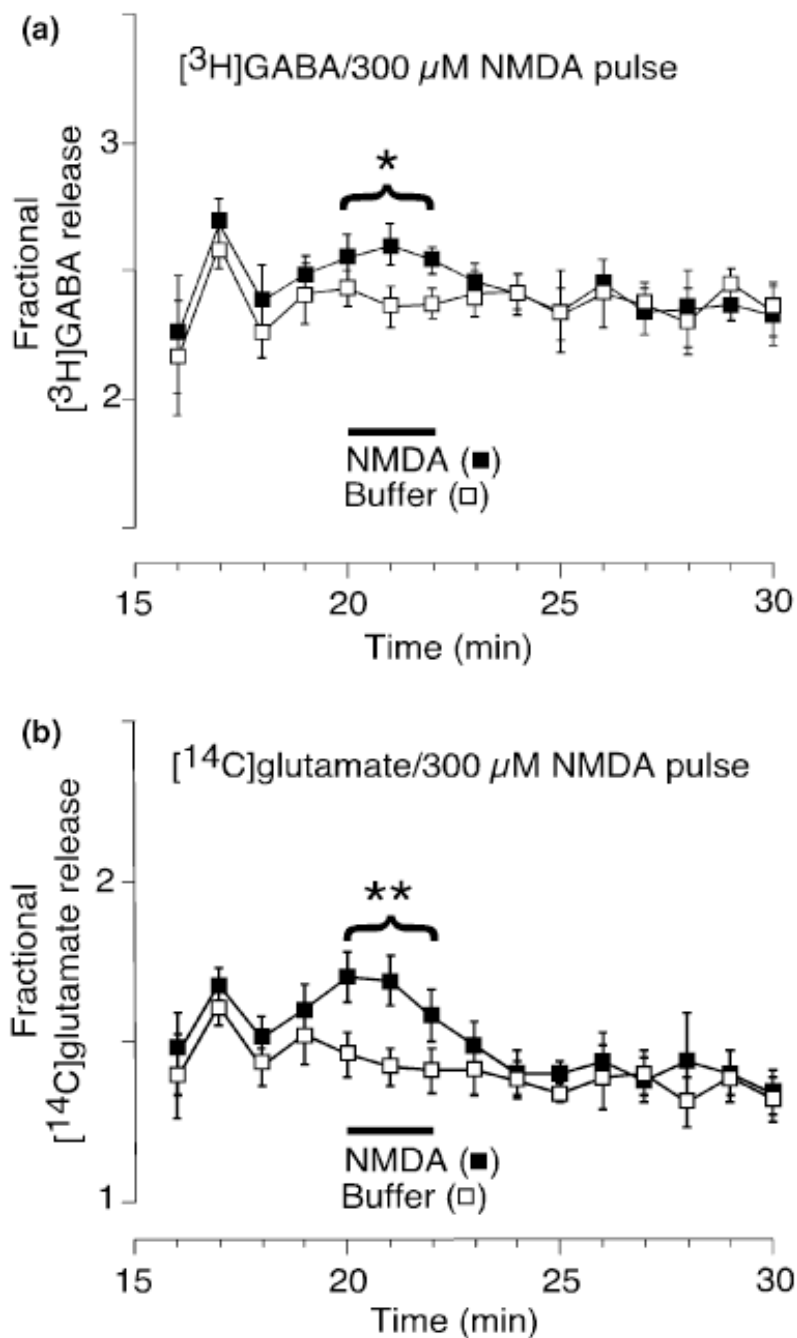 (a)
[³H]GABA/300 µM NMDA pulse
Fractional
[³H]GABA release
3
2
*
NMDA (■)
Buffer (□)
15 20 25 30
Time (min)
(b)
[¹⁴C]glutamate/300 µM NMDA pulse
Fractional
[¹⁴C]glutamate release
2
1
**
NMDA (■)
Buffer (□)
15 20 25 30
Time (min)